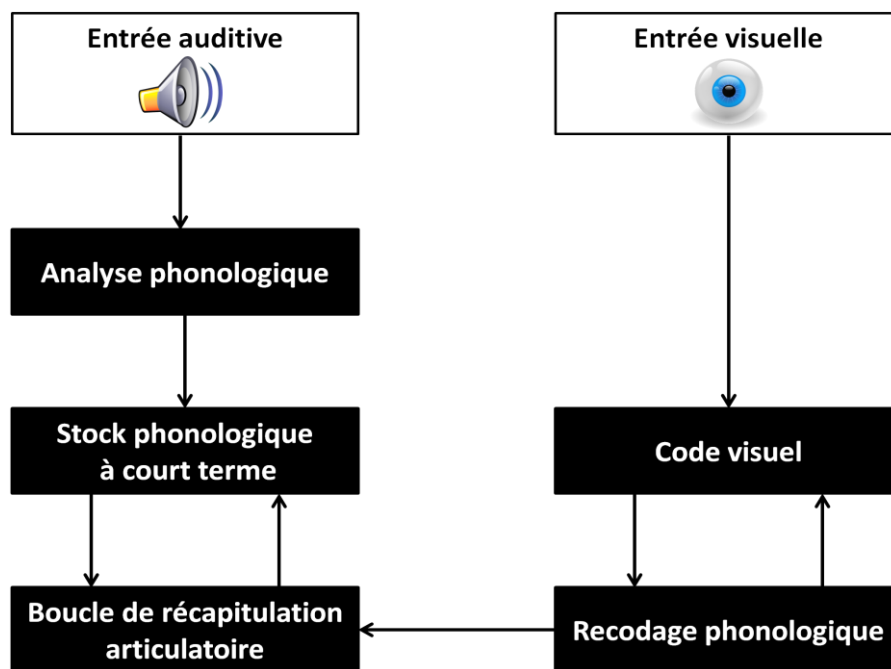 Entrée auditive
Entrée visuelle
Analyse phonologique
Stock phonologique
à court terme
Code visuel
Boucle de récapitulation
articulatoire
Recodage phonologique